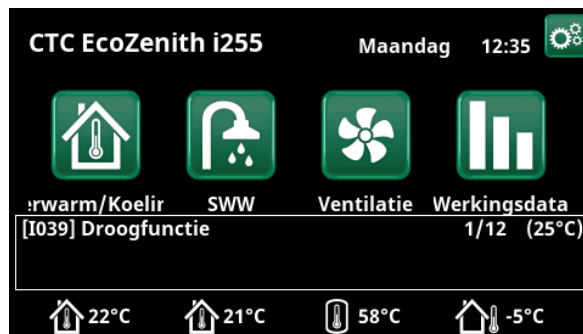 CTC EcoZenith i255 Maandag 12:35
erwarm/Koelin SWW Ventilatie Werkingsdata
[I039] Droogfunctie 1/12 (25°C)
22°C 21°C 58°C -5°C